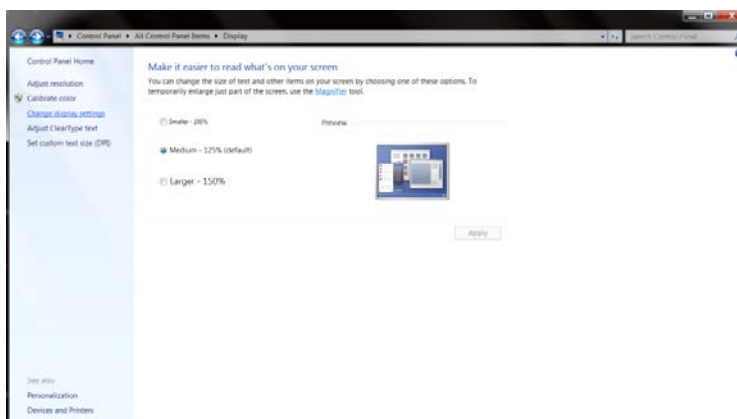 Control Panel ▸ All Control Panel Items ▸ Display
Search Control Panel
Control Panel Home
Adjust resolution
Calibrate color
Change display settings
Adjust ClearType text
Set custom text size (DPI)
Make it easier to read what's on your screen
You can change the size of text and other items on your screen by choosing one of these options. To
temporarily enlarge just part of the screen, use the Magnifier tool.
Smaller - 100%
Preview
Medium - 125% (default)
Larger - 150%
Apply
See also
Personalization
Devices and Printers